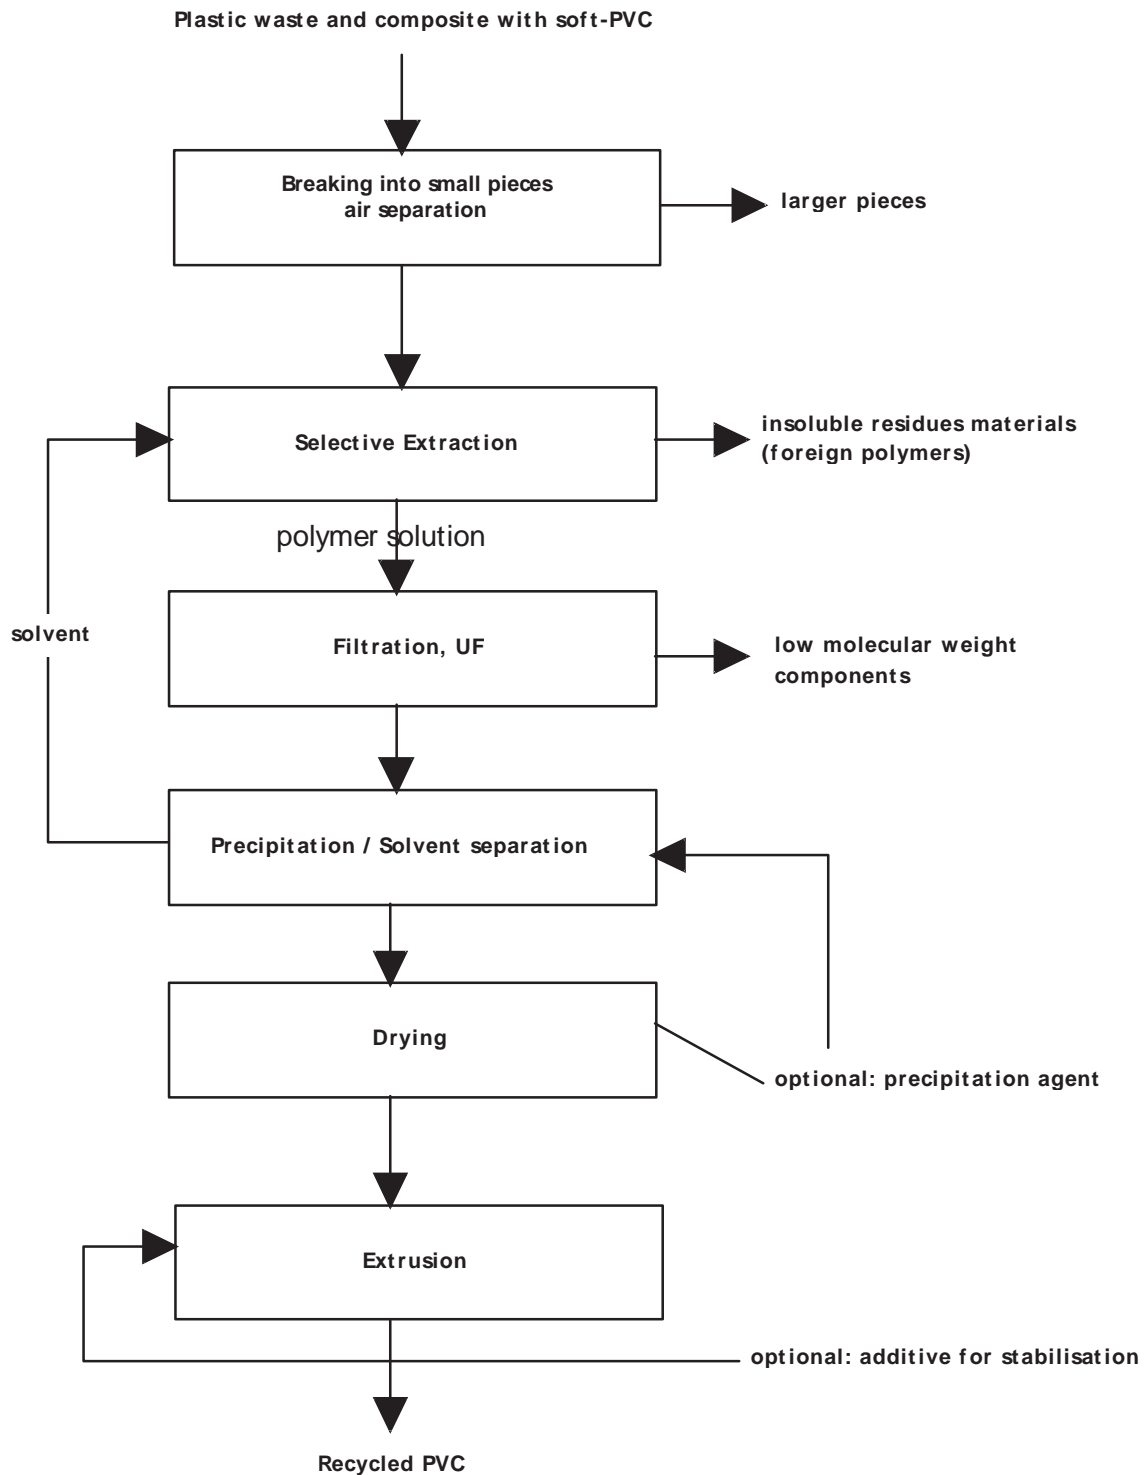 Plastic waste and composite with soft-PVC
Breaking into small pieces
air separation
larger pieces
Selective Extraction
insoluble residues materials
(foreign polymers)
polymer solution
solvent
Filtration, UF
low molecular weight
components
Precipitation / Solvent separation
Drying
optional: precipitation agent
Extrusion
optional: additive for stabilisation
Recycled PVC